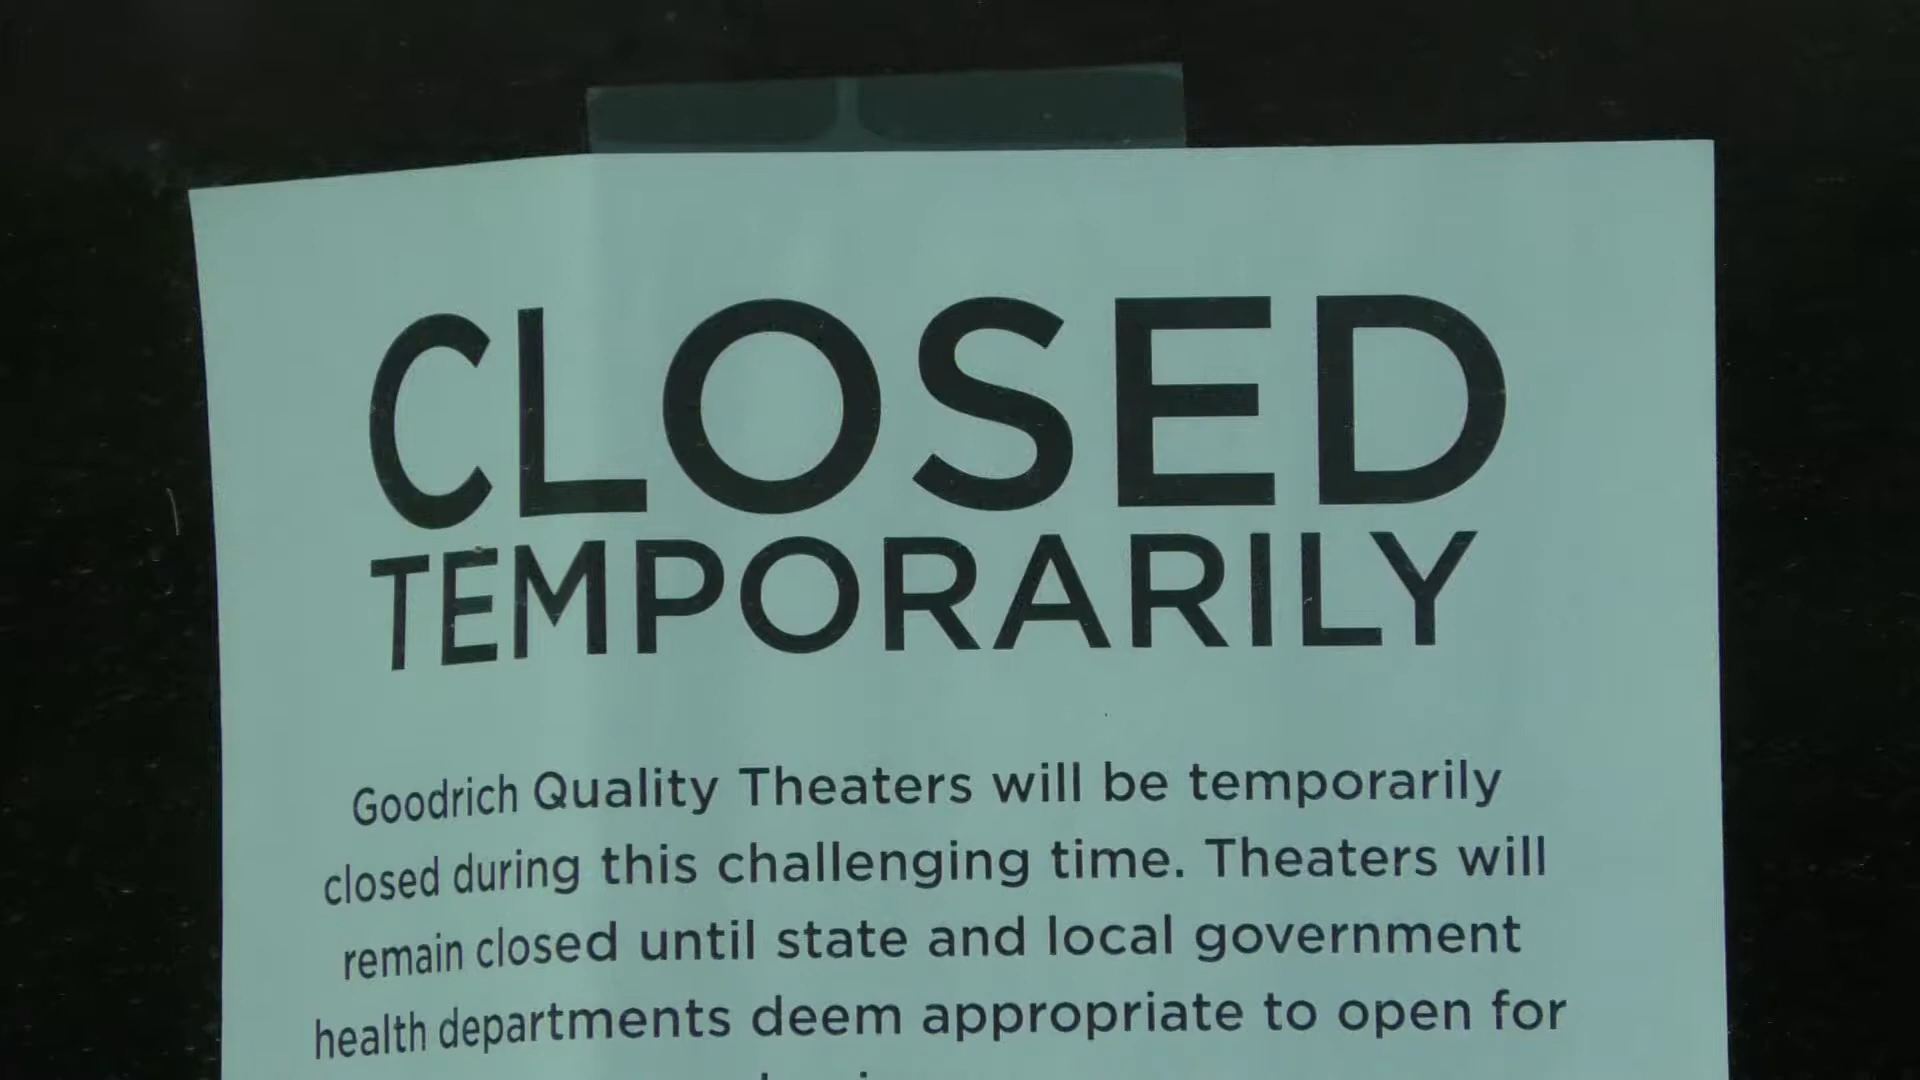 CLOSED
TEMPORARILY
Goodrich Quality Theaters will be temporarily
closed during this challenging time. Theaters will
remain closed until state and local government
health departments deem appropriate to open for